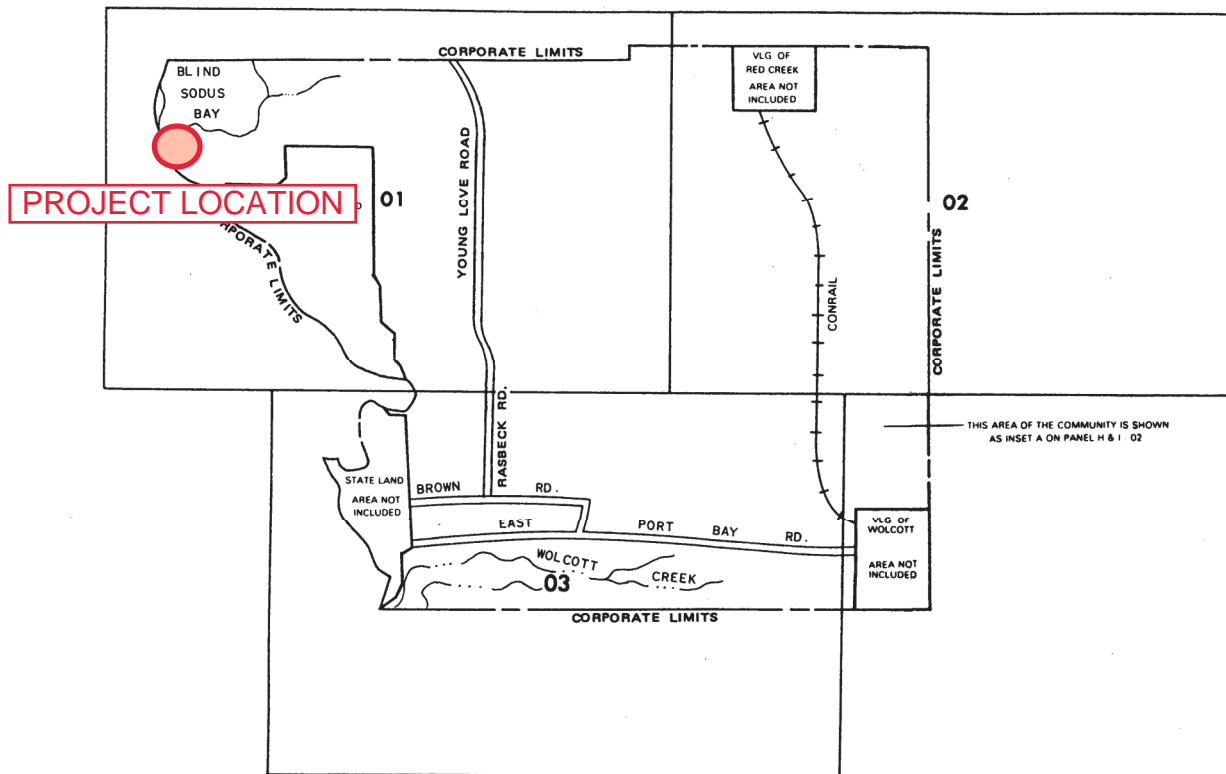 CORPORATE LIMITS
BLIND
SODUS
BAY
VLG OF
RED CREEK
AREA NOT
INCLUDED
YOUNG LOVE ROAD
01
02
PROJECT LOCATION
D
RPORATE LIMITS
CONRAIL
CORPORATE LIMITS
THIS AREA OF THE COMMUNITY IS SHOWN
AS INSET A ON PANEL H & I 02
RASBECK RD.
STATE LAND
AREA NOT
INCLUDED
BROWN RD.
EAST PORT BAY RD.
VLG OF
WOLCOTT
AREA NOT
INCLUDED
WOLCOTT CREEK
03
CORPORATE LIMITS